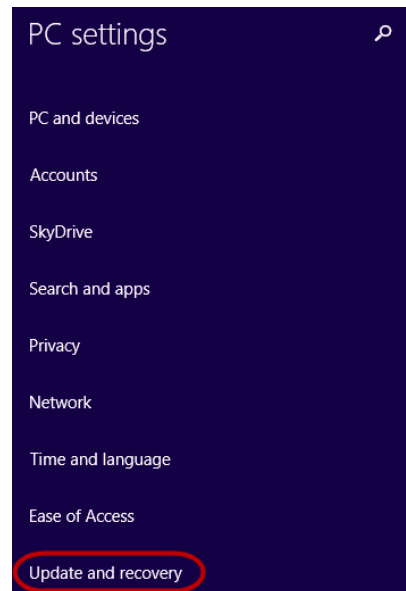 PC settings
PC and devices
Accounts
SkyDrive
Search and apps
Privacy
Network
Time and language
Ease of Access
Update and recovery